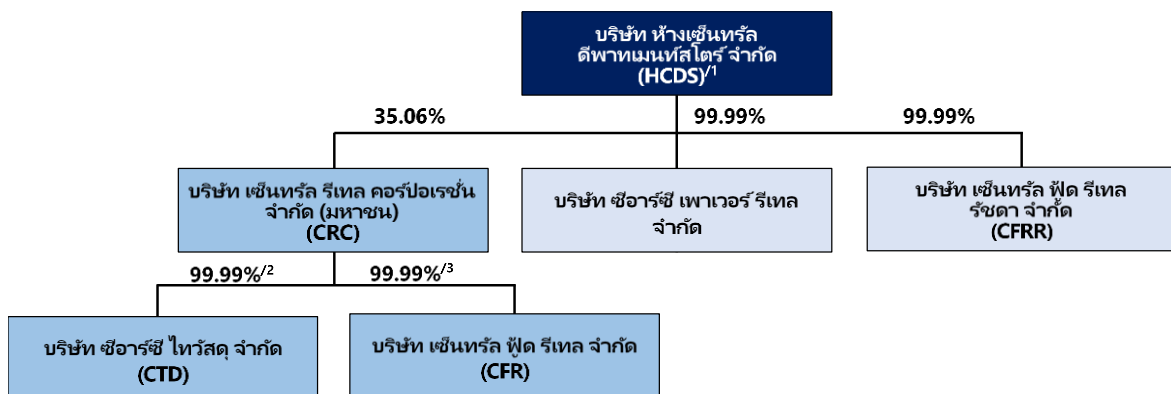 บริษัท ห้างเซ็นทรัล
ดีพาทเมนท์สโตร์ จำกัด
(HCDS)/1
35.06%
99.99%
99.99%
บริษัท เซ็นทรัล รีเทล คอร์ปอเรชั่น
จำกัด (มหาชน)
(CRC)
บริษัท ซีอาร์ซี เพาเวอร์ รีเทล
จำกัด
บริษัท เซ็นทรัล ฟู้ด รีเทล
รัชดา จำกัด
(CFRR)
99.99%/2
99.99%/3
บริษัท ซีอาร์ซี ไทวัสดุ จำกัด
(CTD)
บริษัท เซ็นทรัล ฟู้ด รีเทล จำกัด
(CFR)